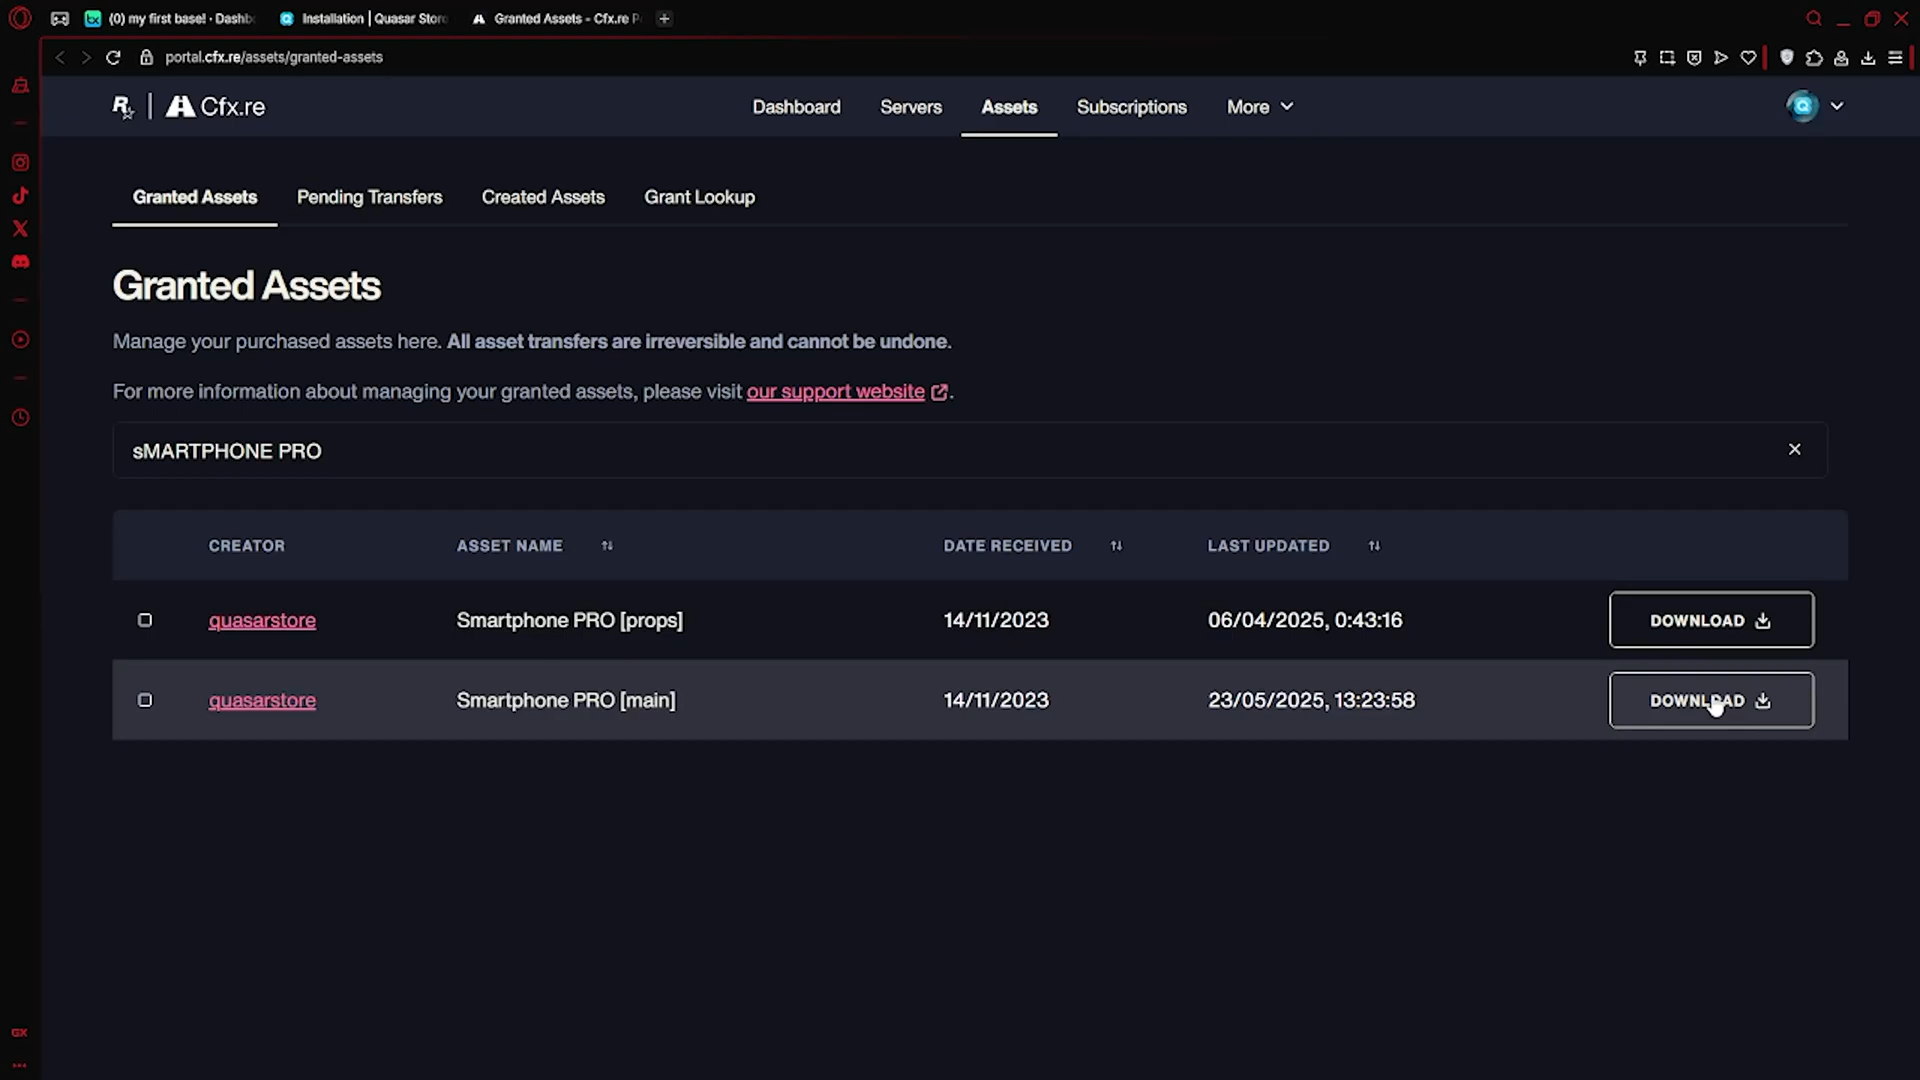 (0) my first base! · Dashb
Installation | Quasar Store
Granted Assets - Cfx.re P
portal.cfx.re/assets/granted-assets
Cfx.re
Dashboard
Servers
Assets
Subscriptions
More
Granted Assets
Pending Transfers
Created Assets
Grant Lookup
Granted Assets
Manage your purchased assets here. All asset transfers are irreversible and cannot be undone.
For more information about managing your granted assets, please visit our support website.
sMARTPHONE PRO
CREATOR
ASSET NAME
DATE RECEIVED
LAST UPDATED
quasarstore
Smartphone PRO [props]
14/11/2023
06/04/2025, 0:43:16
DOWNLOAD
quasarstore
Smartphone PRO [main]
14/11/2023
23/05/2025, 13:23:58
DOWNLOAD
GX